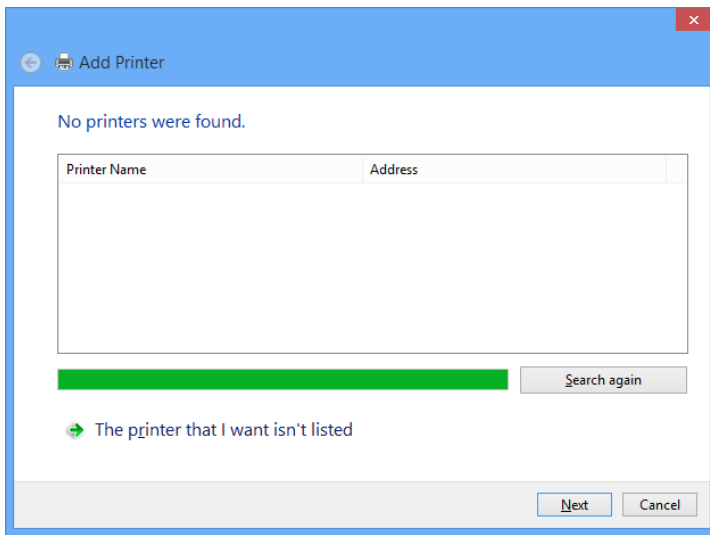 Add Printer
No printers were found.
Printer Name Address
Search again
The printer that I want isn't listed
Next Cancel